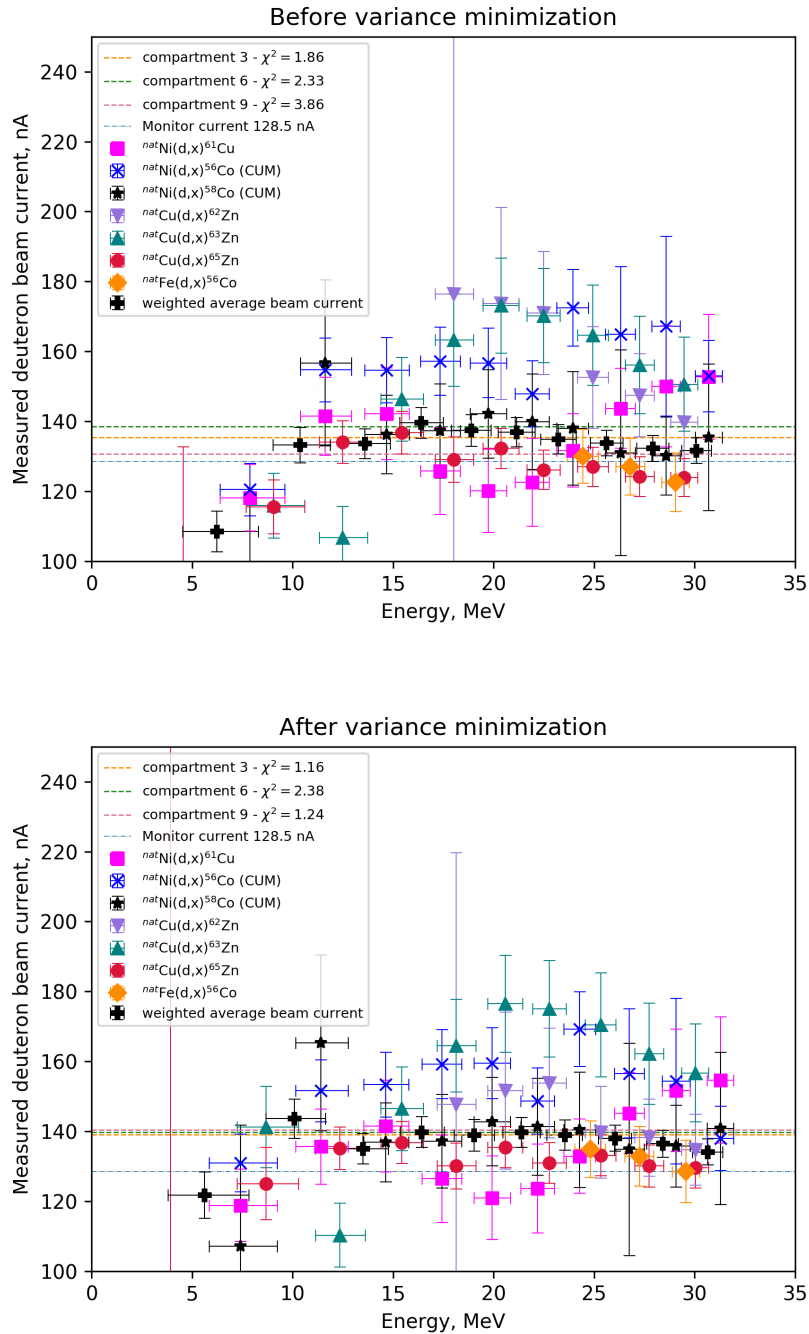 Before variance minimization
Measured deuteron beam current, nA
240
220
200
180
160
140
120
100
compartment 3 - χ² = 1.86
compartment 6 - χ² = 2.33
compartment 9 - χ² = 3.86
Monitor current 128.5 nA
ⁿᵃᵗNi(d,x)⁶¹Cu
ⁿᵃᵗNi(d,x)⁵⁶Co (CUM)
ⁿᵃᵗNi(d,x)⁵⁸Co (CUM)
ⁿᵃᵗCu(d,x)⁶²Zn
ⁿᵃᵗCu(d,x)⁶³Zn
ⁿᵃᵗCu(d,x)⁶⁵Zn
ⁿᵃᵗFe(d,x)⁵⁶Co
weighted average beam current
0 5 10 15 20 25 30 35
Energy, MeV
After variance minimization
Measured deuteron beam current, nA
240
220
200
180
160
140
120
100
compartment 3 - χ² = 1.16
compartment 6 - χ² = 2.38
compartment 9 - χ² = 1.24
Monitor current 128.5 nA
ⁿᵃᵗNi(d,x)⁶¹Cu
ⁿᵃᵗNi(d,x)⁵⁶Co (CUM)
ⁿᵃᵗNi(d,x)⁵⁸Co (CUM)
ⁿᵃᵗCu(d,x)⁶²Zn
ⁿᵃᵗCu(d,x)⁶³Zn
ⁿᵃᵗCu(d,x)⁶⁵Zn
ⁿᵃᵗFe(d,x)⁵⁶Co
weighted average beam current
0 5 10 15 20 25 30 35
Energy, MeV